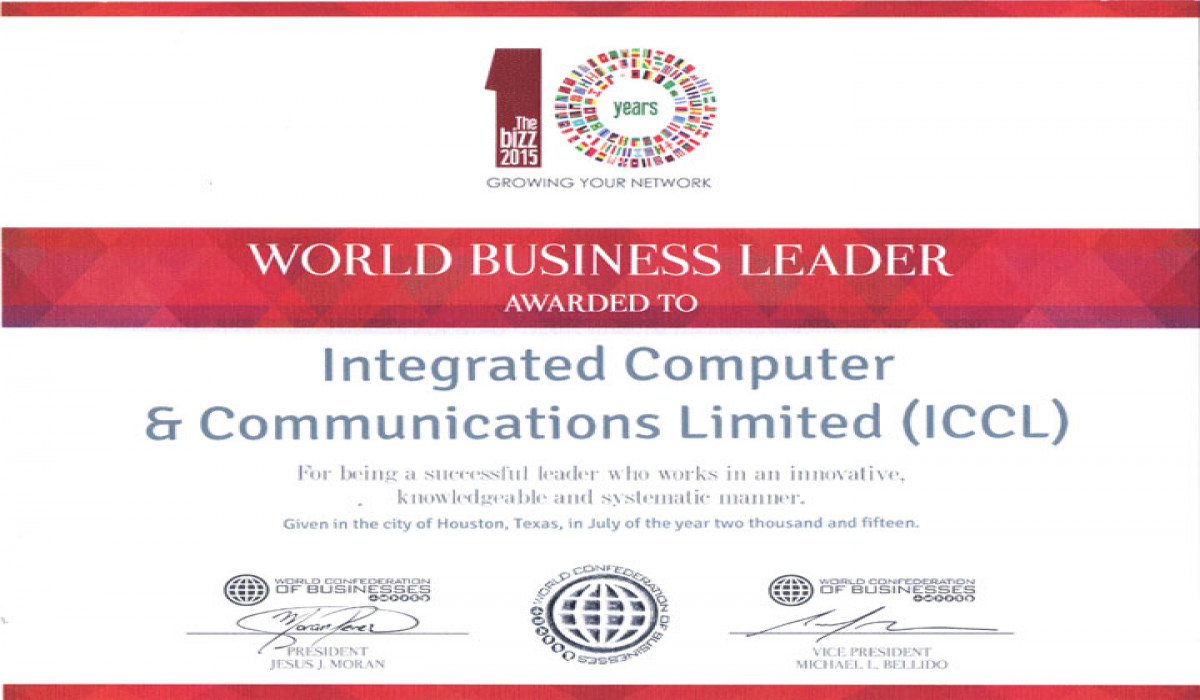 The
bizz
2015
10
years
GROWING YOUR NETWORK
WORLD BUSINESS LEADER
AWARDED TO
Integrated Computer
& Communications Limited (ICCL)
For being a successful leader who works in an innovative,
knowledgeable and systematic manner.
Given in the city of Houston, Texas, in July of the year two thousand and fifteen.
WORLD CONFEDERATION
OF BUSINESSES
WORLD CONFEDERATION OF BUSINESSES
WORLD CONFEDERATION
OF BUSINESSES
PRESIDENT
JESUS J. MORAN
VICE PRESIDENT
MICHAEL L. BELLIDO